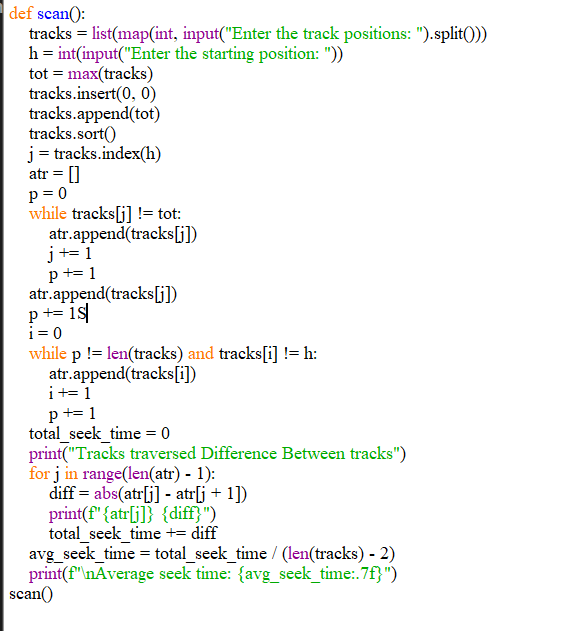 def scan():
    tracks = list(map(int, input("Enter the track positions: ").split()))
    h = int(input("Enter the starting position: "))
    tot = max(tracks)
    tracks.insert(0, 0)
    tracks.append(tot)
    tracks.sort()
    j = tracks.index(h)
    atr = []
    p = 0
    while tracks[j] != tot:
        atr.append(tracks[j])
        j += 1
        p += 1
    atr.append(tracks[j])
    p += 1S
    i = 0
    while p != len(tracks) and tracks[i] != h:
        atr.append(tracks[i])
        i += 1
        p += 1
    total_seek_time = 0
    print("Tracks traversed Difference Between tracks")
    for j in range(len(atr) - 1):
        diff = abs(atr[j] - atr[j + 1])
        print(f"{atr[j]} {diff}")
        total_seek_time += diff
    avg_seek_time = total_seek_time / (len(tracks) - 2)
    print(f"\nAverage seek time: {avg_seek_time:.7f}")
scan()